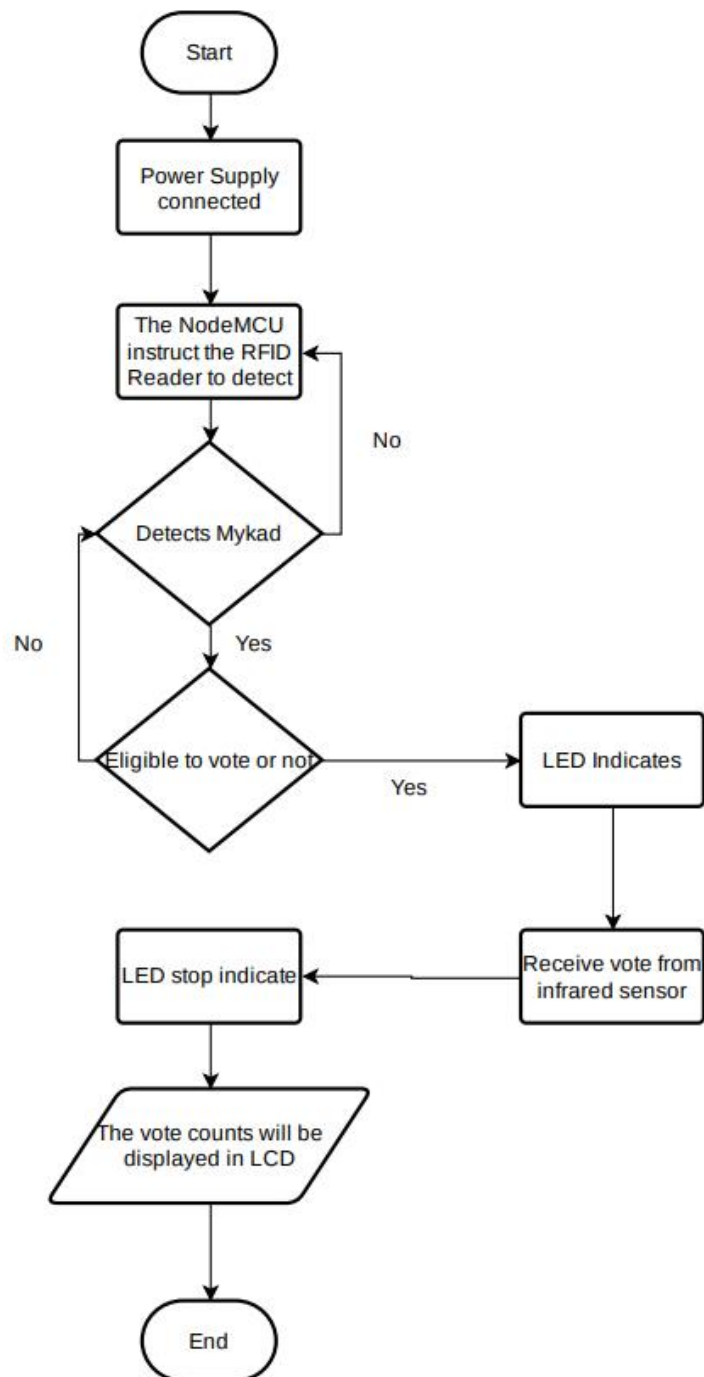 Start
Power Supply
connected
The NodeMCU
instruct the RFID
Reader to detect
No
Detects Mykad
No
Yes
Eligible to vote or not
Yes
LED Indicates
Receive vote from
infrared sensor
LED stop indicate
The vote counts will be
displayed in LCD
End